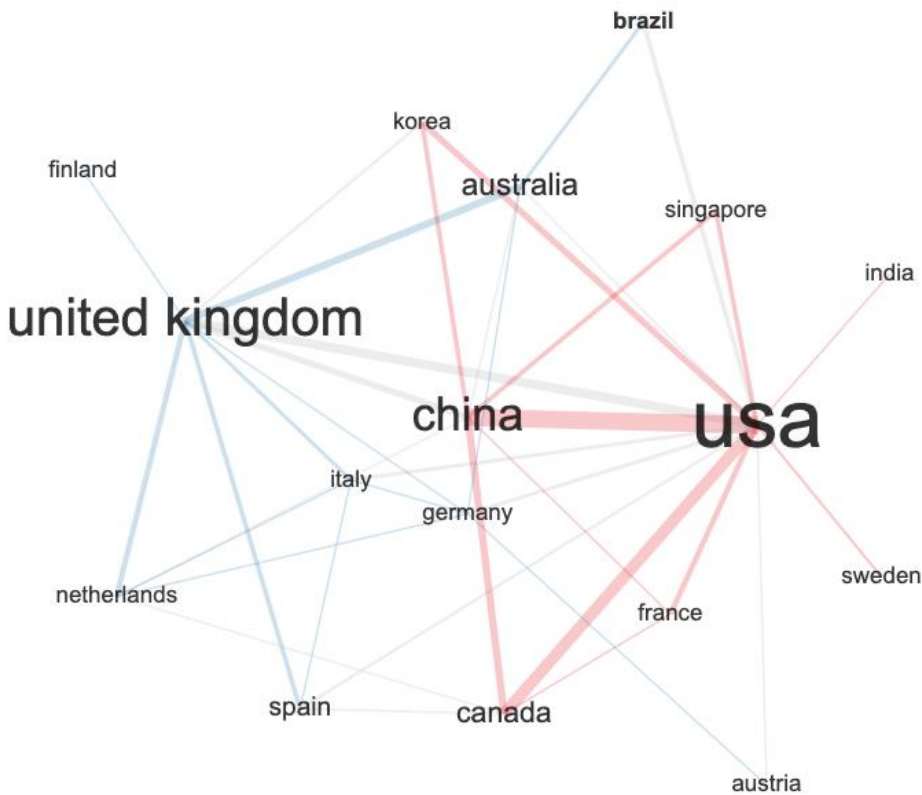 brazil
korea
finland
australia
singapore
india
united kingdom
china
usa
italy
germany
sweden
netherlands
france
spain
canada
austria